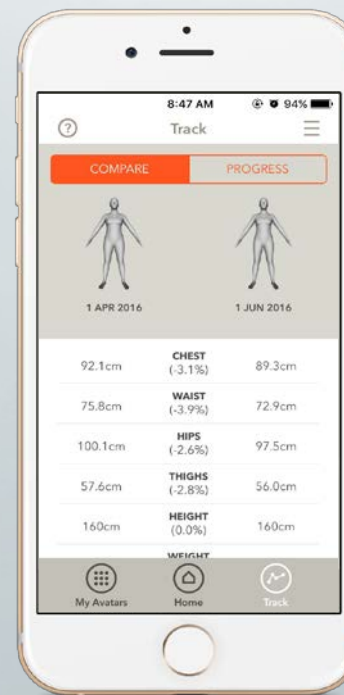 8:47 AM 94%
?
Track
COMPARE PROGRESS
1 APR 2016 1 JUN 2016
92.1cm CHEST (-3.1%) 89.3cm
75.8cm WAIST (-3.9%) 72.9cm
100.1cm HIPS (-2.6%) 97.5cm
57.6cm THIGHS (-2.8%) 56.0cm
160cm HEIGHT (0.0%) 160cm
WEIGHT
My Avatars Home Track